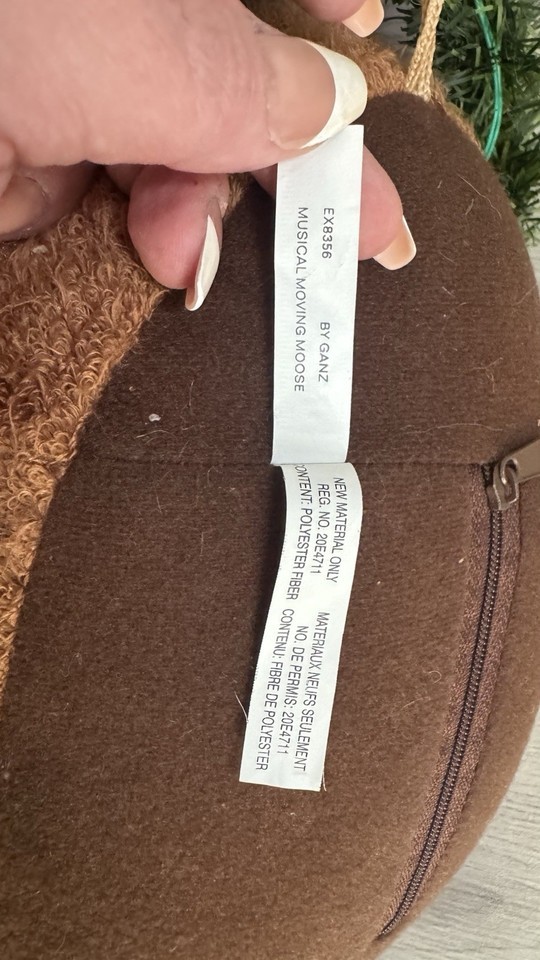 EX8356 BY GANZ
MUSICAL MOVING MOOSE
NEW MATERIAL ONLY
REG. NO. 20E4711
CONTENT: POLYESTER FIBER
MATERIAUX NEUFS SEULEMENT
NO. DE PERMIS: 20E4711
CONTENU: FIBRE DE POLYESTER